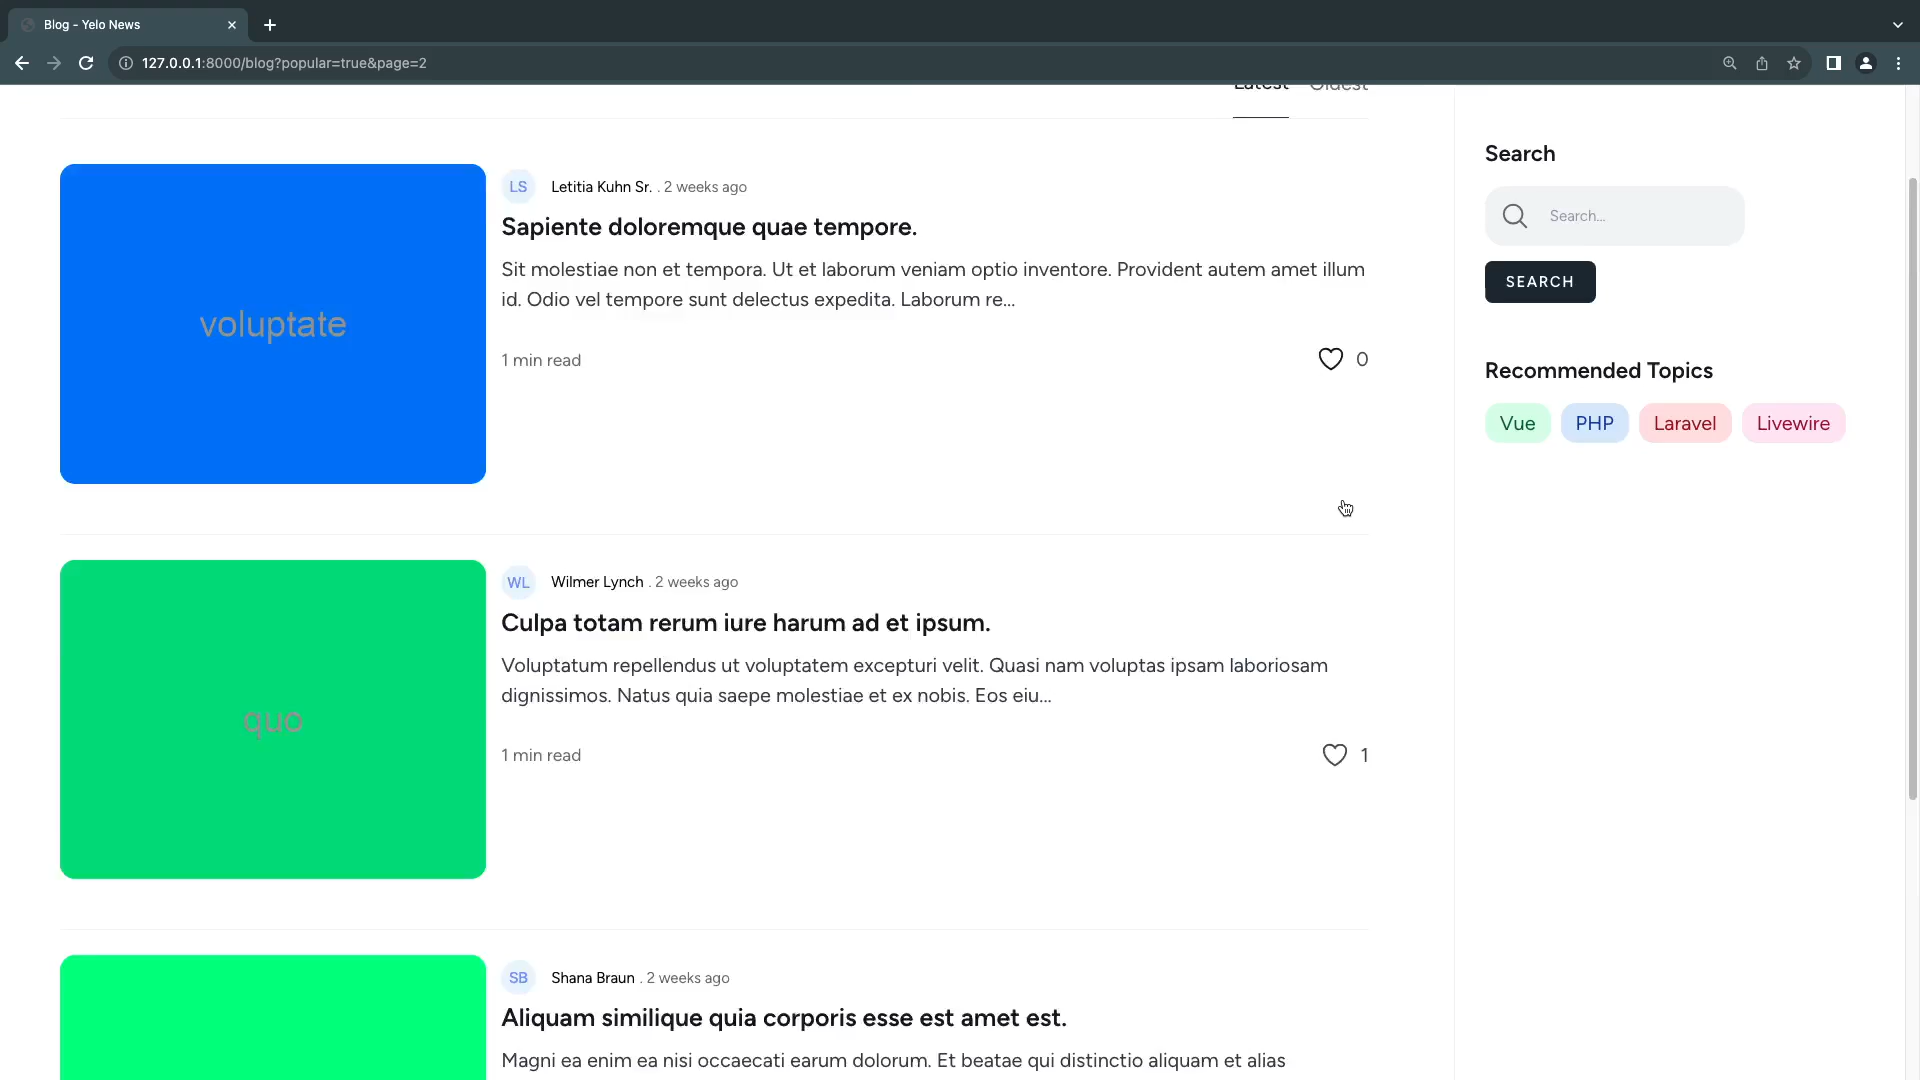 Blog - Yelo News
127.0.0.1:8000/blog?popular=true&page=2
Latest Oldest
voluptate
LS Letitia Kuhn Sr. . 2 weeks ago
Sapiente doloremque quae tempore.
Sit molestiae non et tempora. Ut et laborum veniam optio inventore. Provident autem amet illum
id. Odio vel tempore sunt delectus expedita. Laborum re...
1 min read 0
quo
WL Wilmer Lynch . 2 weeks ago
Culpa totam rerum iure harum ad et ipsum.
Voluptatum repellendus ut voluptatem excepturi velit. Quasi nam voluptas ipsam laboriosam
dignissimos. Natus quia saepe molestiae et ex nobis. Eos eiu...
1 min read 1
SB Shana Braun . 2 weeks ago
Aliquam similique quia corporis esse est amet est.
Magni ea enim ea nisi occaecati earum dolorum. Et beatae qui distinctio aliquam et alias
Search
Search...
SEARCH
Recommended Topics
Vue PHP Laravel Livewire